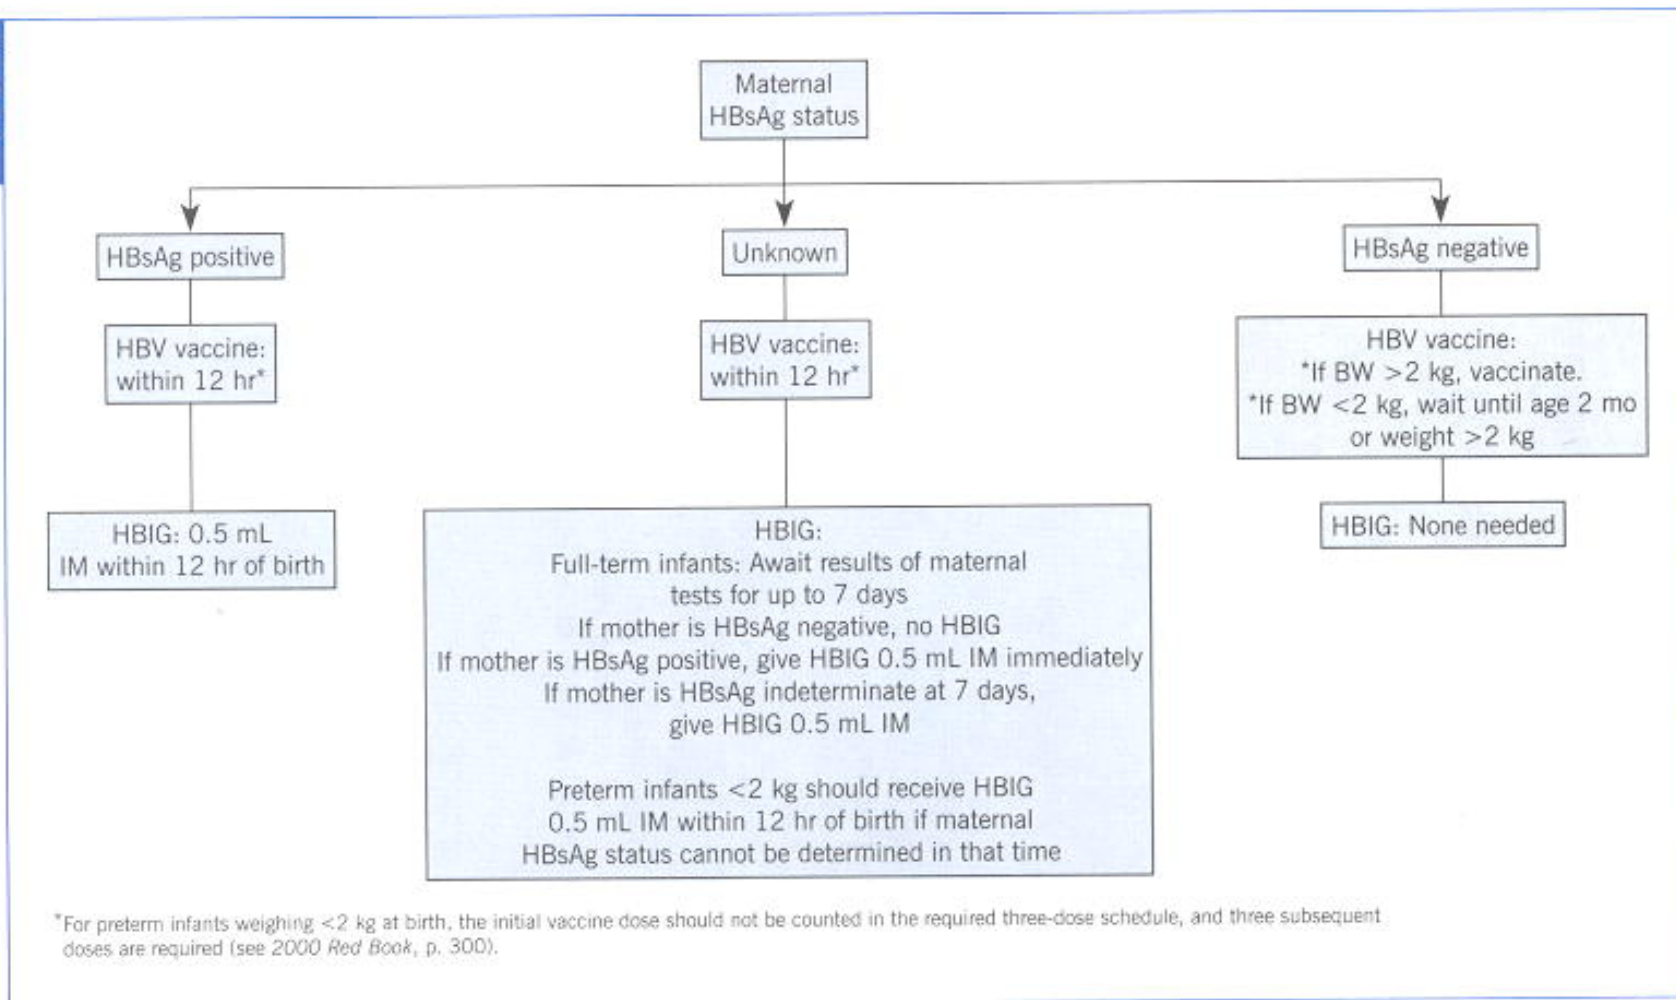 Maternal
HBsAg status
HBsAg positive
Unknown
HBsAg negative
HBV vaccine:
within 12 hr*
HBV vaccine:
within 12 hr*
HBV vaccine:
*If BW >2 kg, vaccinate.
*If BW <2 kg, wait until age 2 mo
or weight >2 kg
HBIG: 0.5 mL
IM within 12 hr of birth
HBIG:
Full-term infants: Await results of maternal
tests for up to 7 days
If mother is HBsAg negative, no HBIG
If mother is HBsAg positive, give HBIG 0.5 mL IM immediately
If mother is HBsAg indeterminate at 7 days,
give HBIG 0.5 mL IM
Preterm infants <2 kg should receive HBIG
0.5 mL IM within 12 hr of birth if maternal
HBsAg status cannot be determined in that time
HBIG: None needed
*For preterm infants weighing <2 kg at birth, the initial vaccine dose should not be counted in the required three-dose schedule, and three subsequent
doses are required (see 2000 Red Book, p. 300).